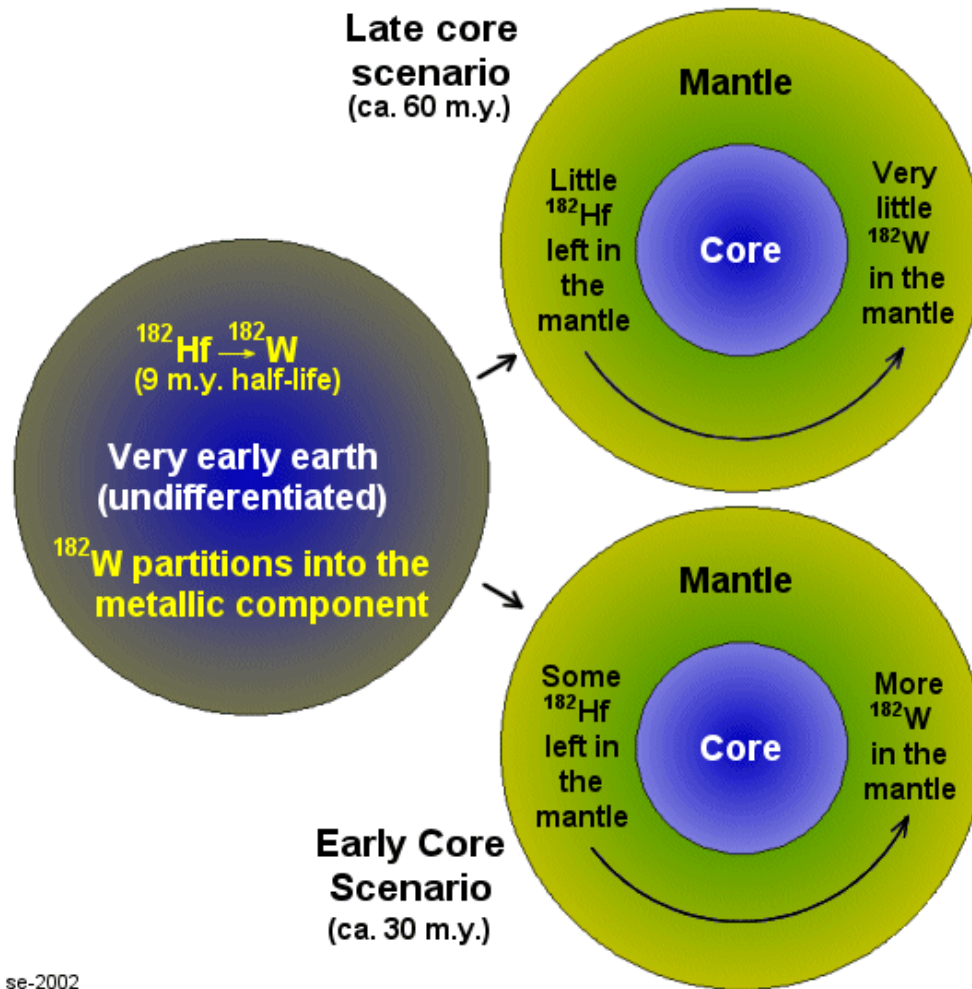 Late core
scenario
(ca. 60 m.y.)
Mantle
Little
¹⁸²Hf
left in
the
mantle
Core
Very
little
¹⁸²W
in the
mantle
¹⁸²Hf → ¹⁸²W
(9 m.y. half-life)
Very early earth
(undifferentiated)
¹⁸²W partitions into the
metallic component
Mantle
Some
¹⁸²Hf
left in
the
mantle
Core
More
¹⁸²W
in the
mantle
Early Core
Scenario
(ca. 30 m.y.)
se-2002